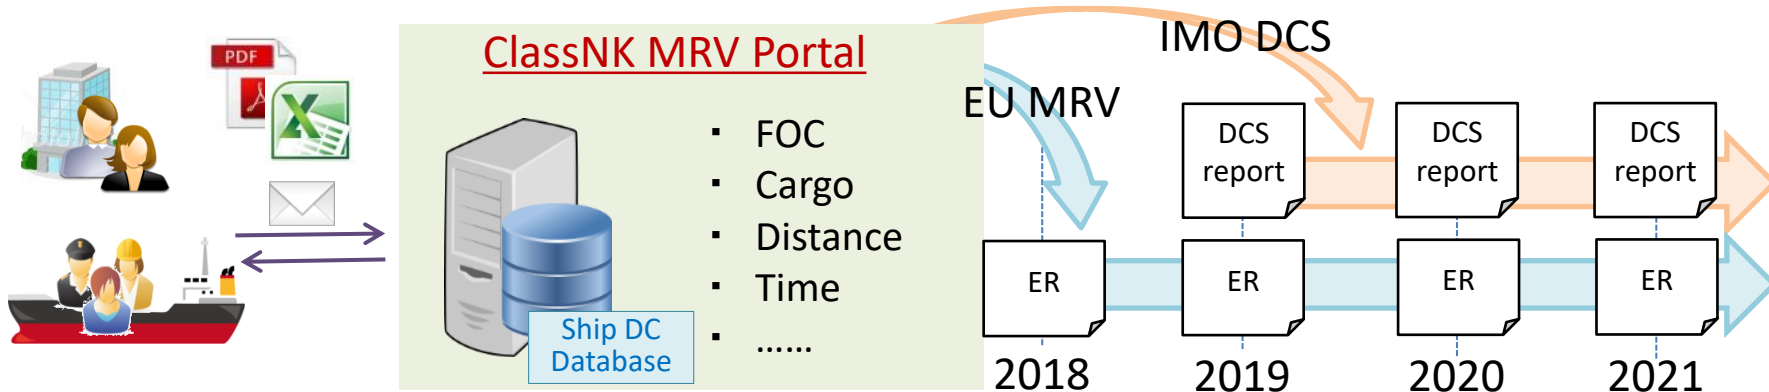 PDF
ClassNK MRV Portal
▪ FOC
▪ Cargo
▪ Distance
▪ Time
▪ ......
Ship DC
Database
IMO DCS
EU MRV
DCS
report
DCS
report
DCS
report
ER
ER
ER
ER
2018
2019
2020
2021